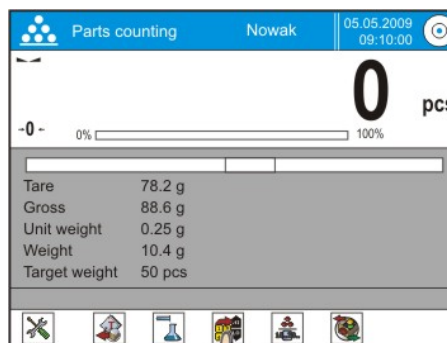 Parts counting Nowak 05.05.2009
09:10:00
0 pcs
→0← 0% 100%
Tare 78.2 g
Gross 88.6 g
Unit weight 0.25 g
Weight 10.4 g
Target weight 50 pcs